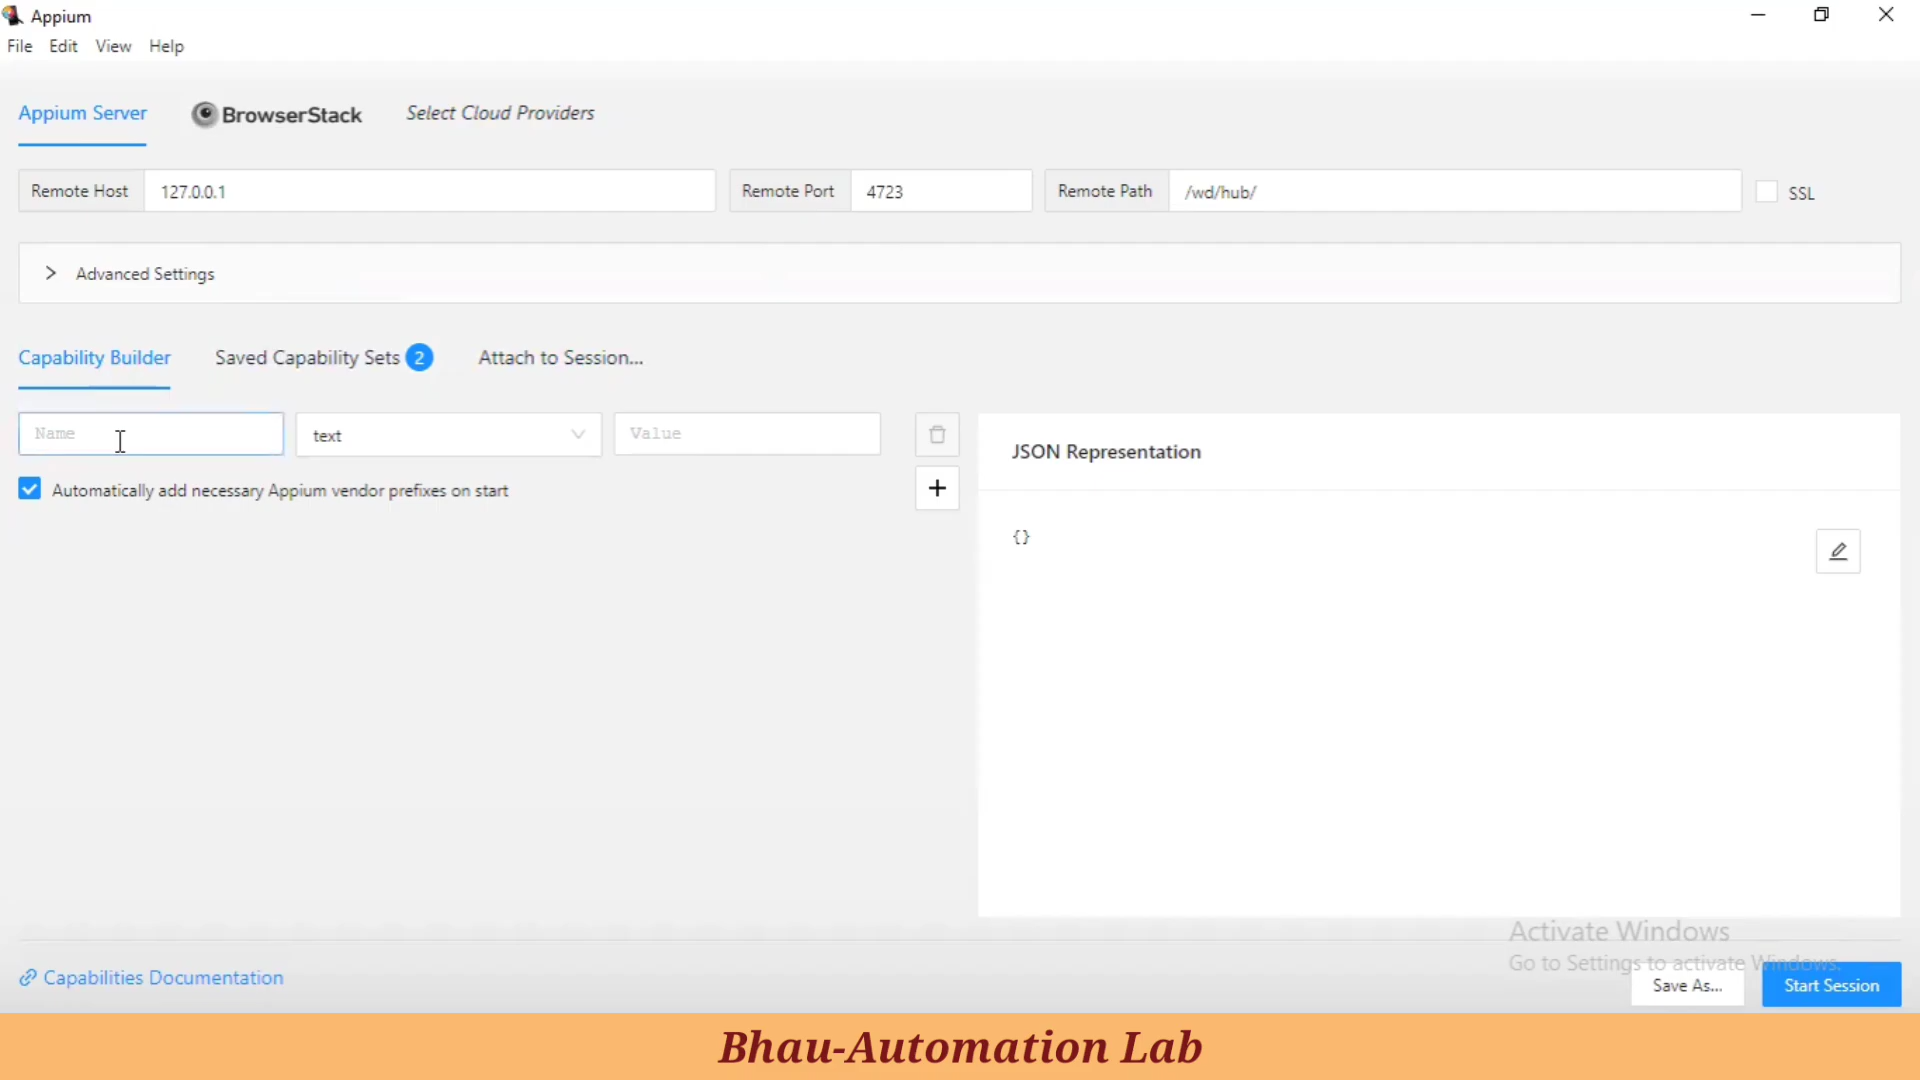 Appium
File Edit View Help
Appium Server BrowserStack Select Cloud Providers
Remote Host 127.0.0.1 Remote Port 4723 Remote Path /wd/hub/ SSL
Advanced Settings
Capability Builder Saved Capability Sets 2 Attach to Session...
Name text Value
JSON Representation
Automatically add necessary Appium vendor prefixes on start
{}
Activate Windows
Go to Settings to activate Windows.
Capabilities Documentation
Save As... Start Session
Bhau-Automation Lab